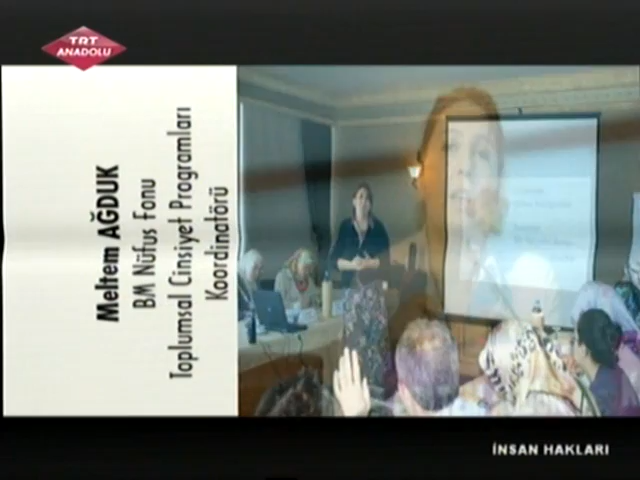 TRT
ANADOLU
Meltem AĞDUK
BM Nüfus Fonu
Toplumsal Cinsiyet Programları
Koordinatörü
İNSAN HAKLARI